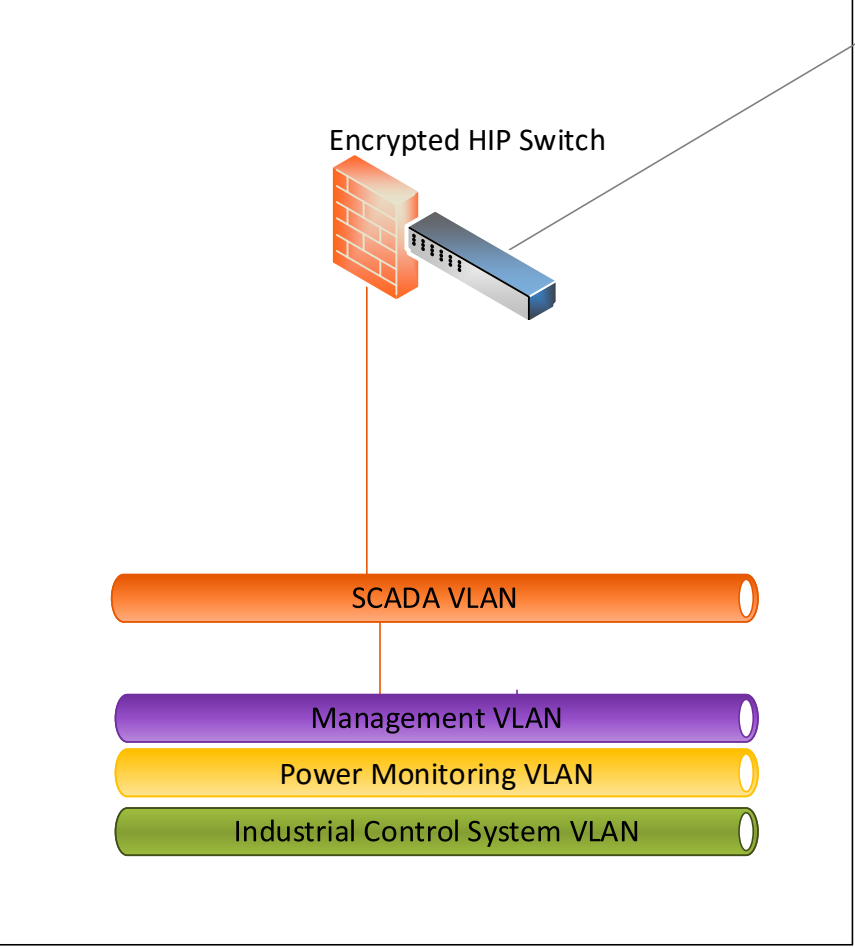 Encrypted HIP Switch
SCADA VLAN
Management VLAN
Power Monitoring VLAN
Industrial Control System VLAN